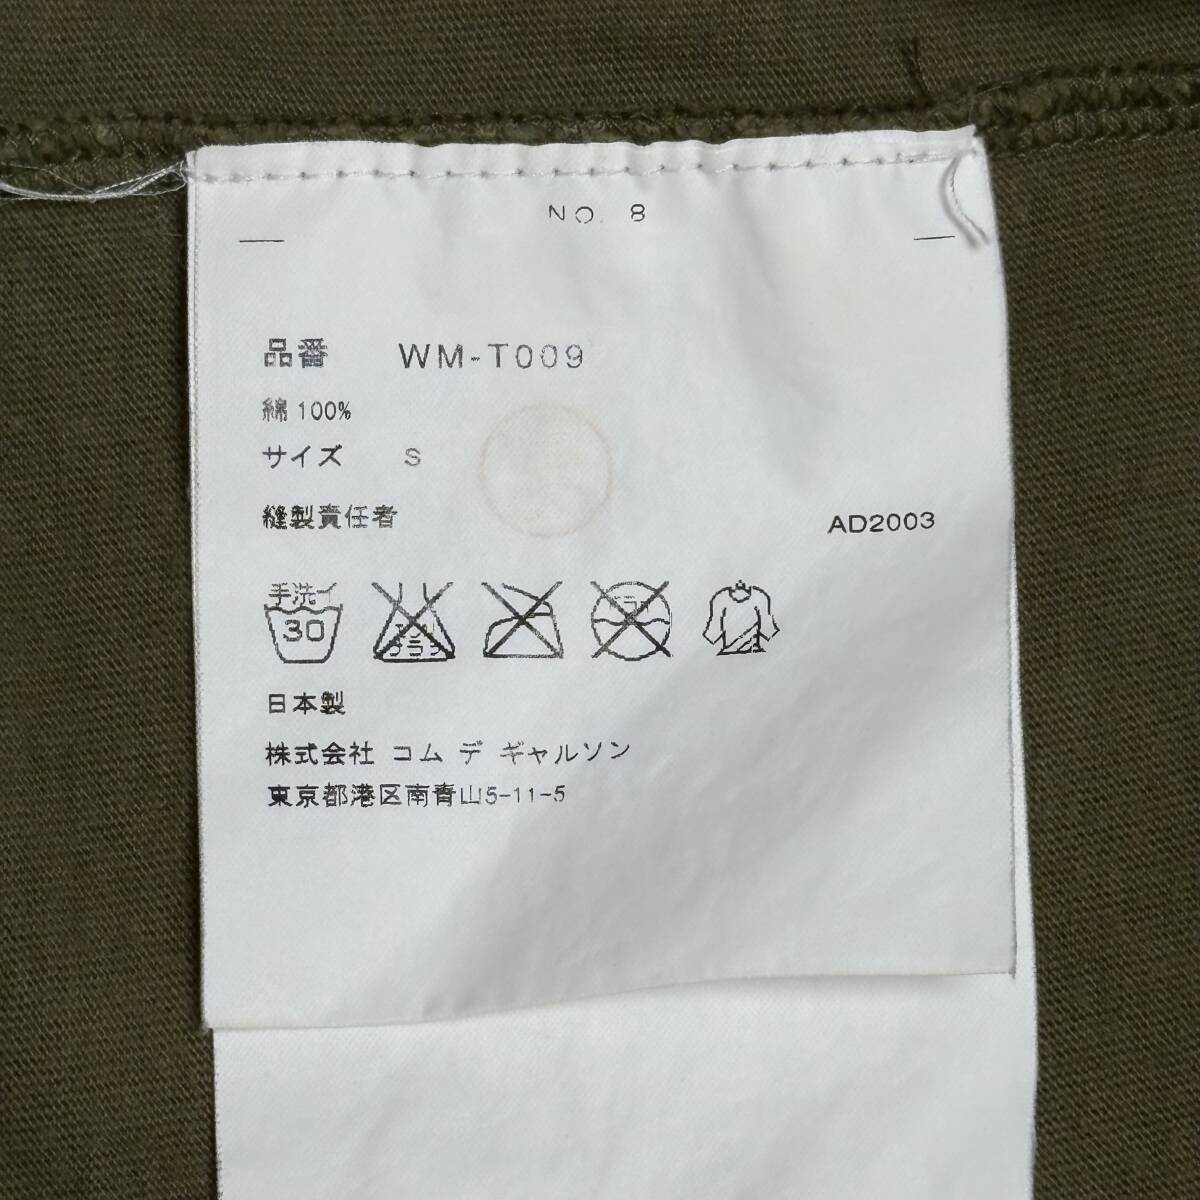 NO. 8
品番 WM-T009
綿 100%
サイズ S
縫製責任者
AD2003
手洗イ
30
日本製
株式会社 コム デ ギャルソン
東京都港区南青山5-11-5